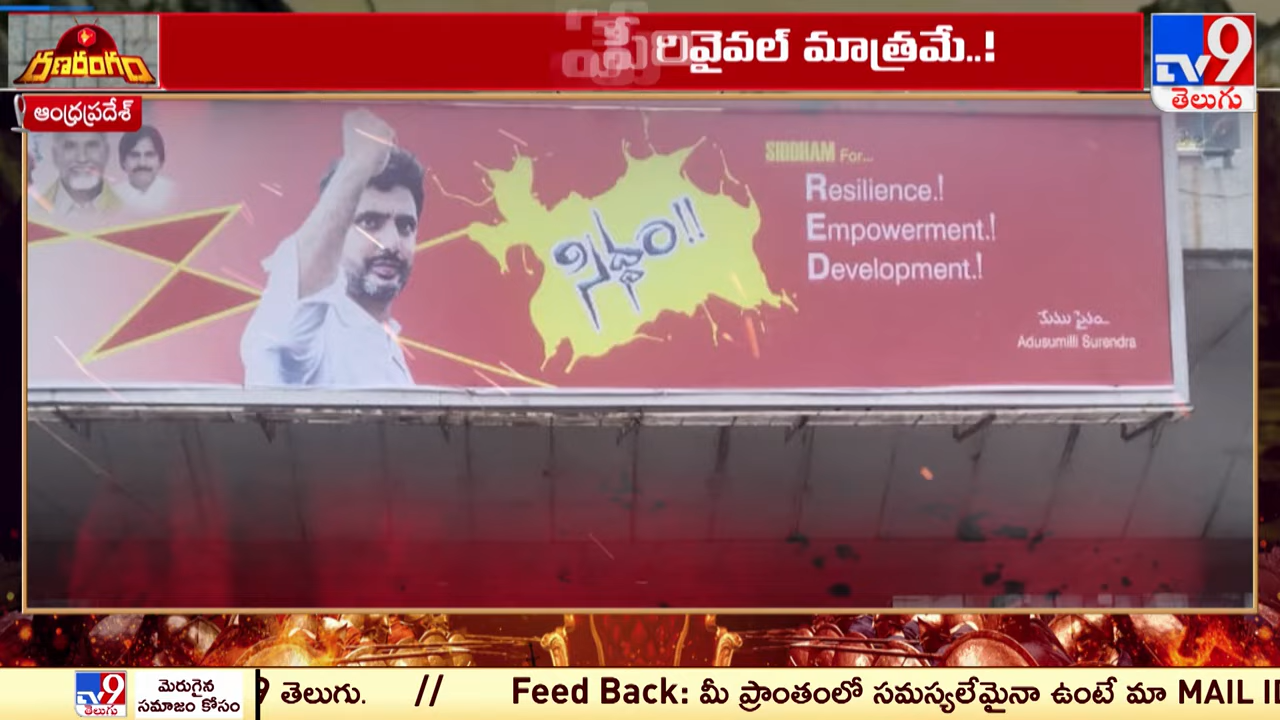 రణరంగం
రివైవల్ మాత్రమే..!
TV9
తెలుగు
ఆంధ్రప్రదేశ్
సిద్ధం!!
SIDDHAM For...
Resilience.!
Empowerment.!
Development.!
మేము సైతం...
Adusumilli Surendra
TV9
తెలుగు
మెరుగైన
సమాజం కోసం
9 తెలుగు. // Feed Back: మీ ప్రాంతంలో సమస్యలేమైనా ఉంటే మా MAIL